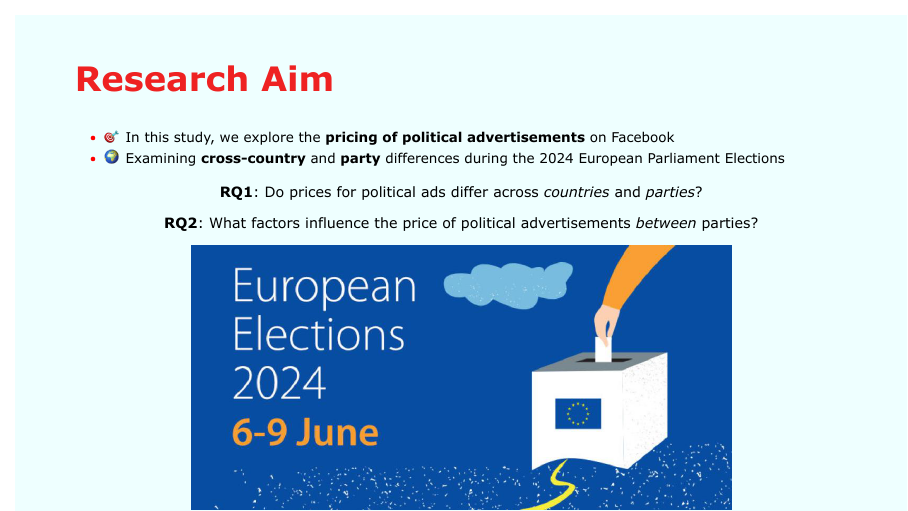 Research Aim
• 🎯 In this study, we explore the pricing of political advertisements on Facebook
• 🌍 Examining cross-country and party differences during the 2024 European Parliament Elections
RQ1: Do prices for political ads differ across countries and parties?
RQ2: What factors influence the price of political advertisements between parties?
European
Elections
2024
6-9 June